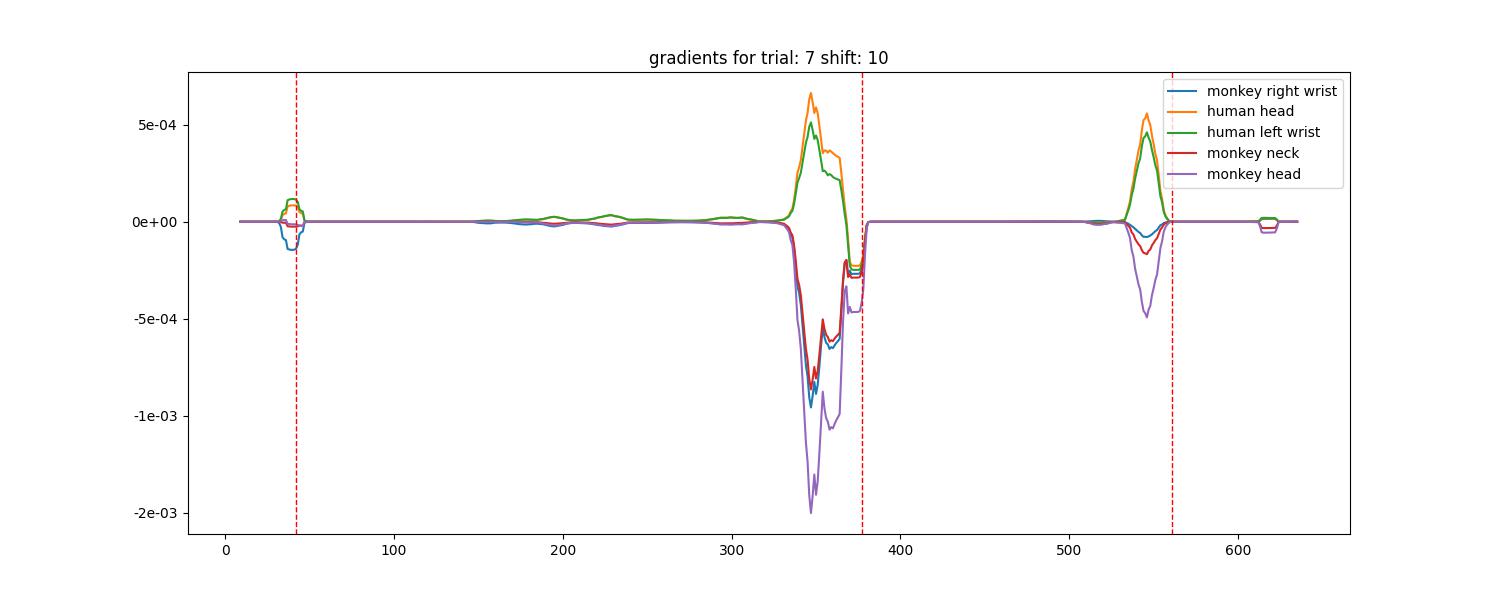 gradients for trial: 7 shift: 10
monkey right wrist
human head
human left wrist
monkey neck
monkey head
5e-04
0e+00
-5e-04
-1e-03
-2e-03
0 100 200 300 400 500 600